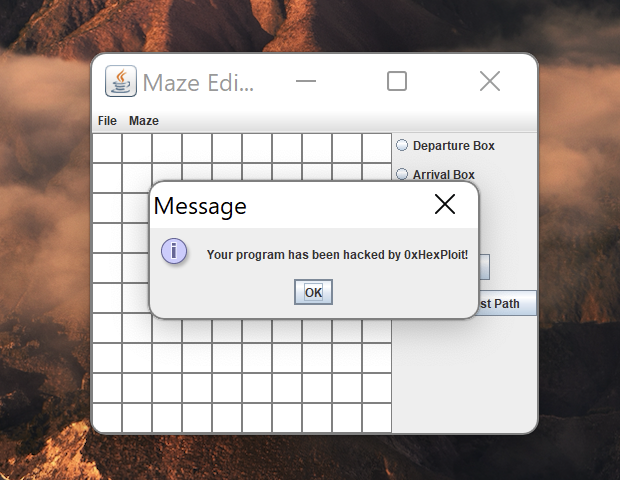 Maze Edi...
File Maze
Departure Box
Arrival Box
Message
i
Your program has been hacked by 0xHexPloit!
OK
st Path